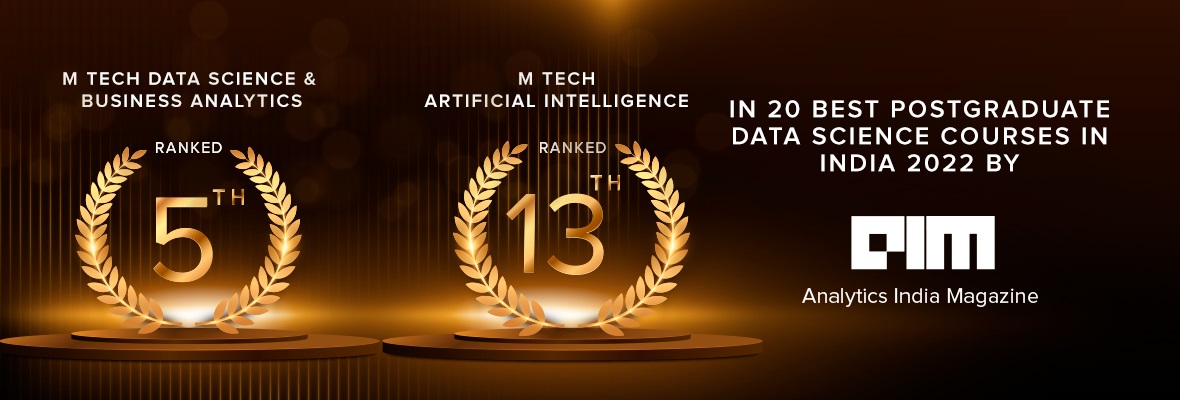 M TECH DATA SCIENCE &
BUSINESS ANALYTICS
RANKED
5TH
M TECH
ARTIFICIAL INTELLIGENCE
RANKED
13TH
IN 20 BEST POSTGRADUATE
DATA SCIENCE COURSES IN
INDIA 2022 BY
AIM
Analytics India Magazine